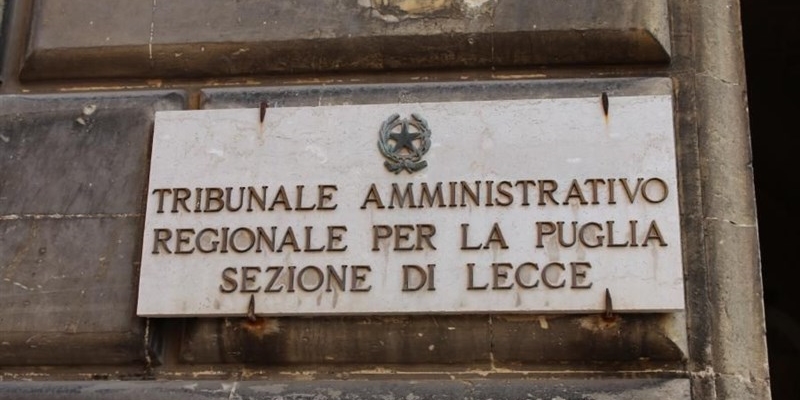 TRIBUNALE AMMINISTRATIVO
REGIONALE PER LA PUGLIA
SEZIONE DI LECCE